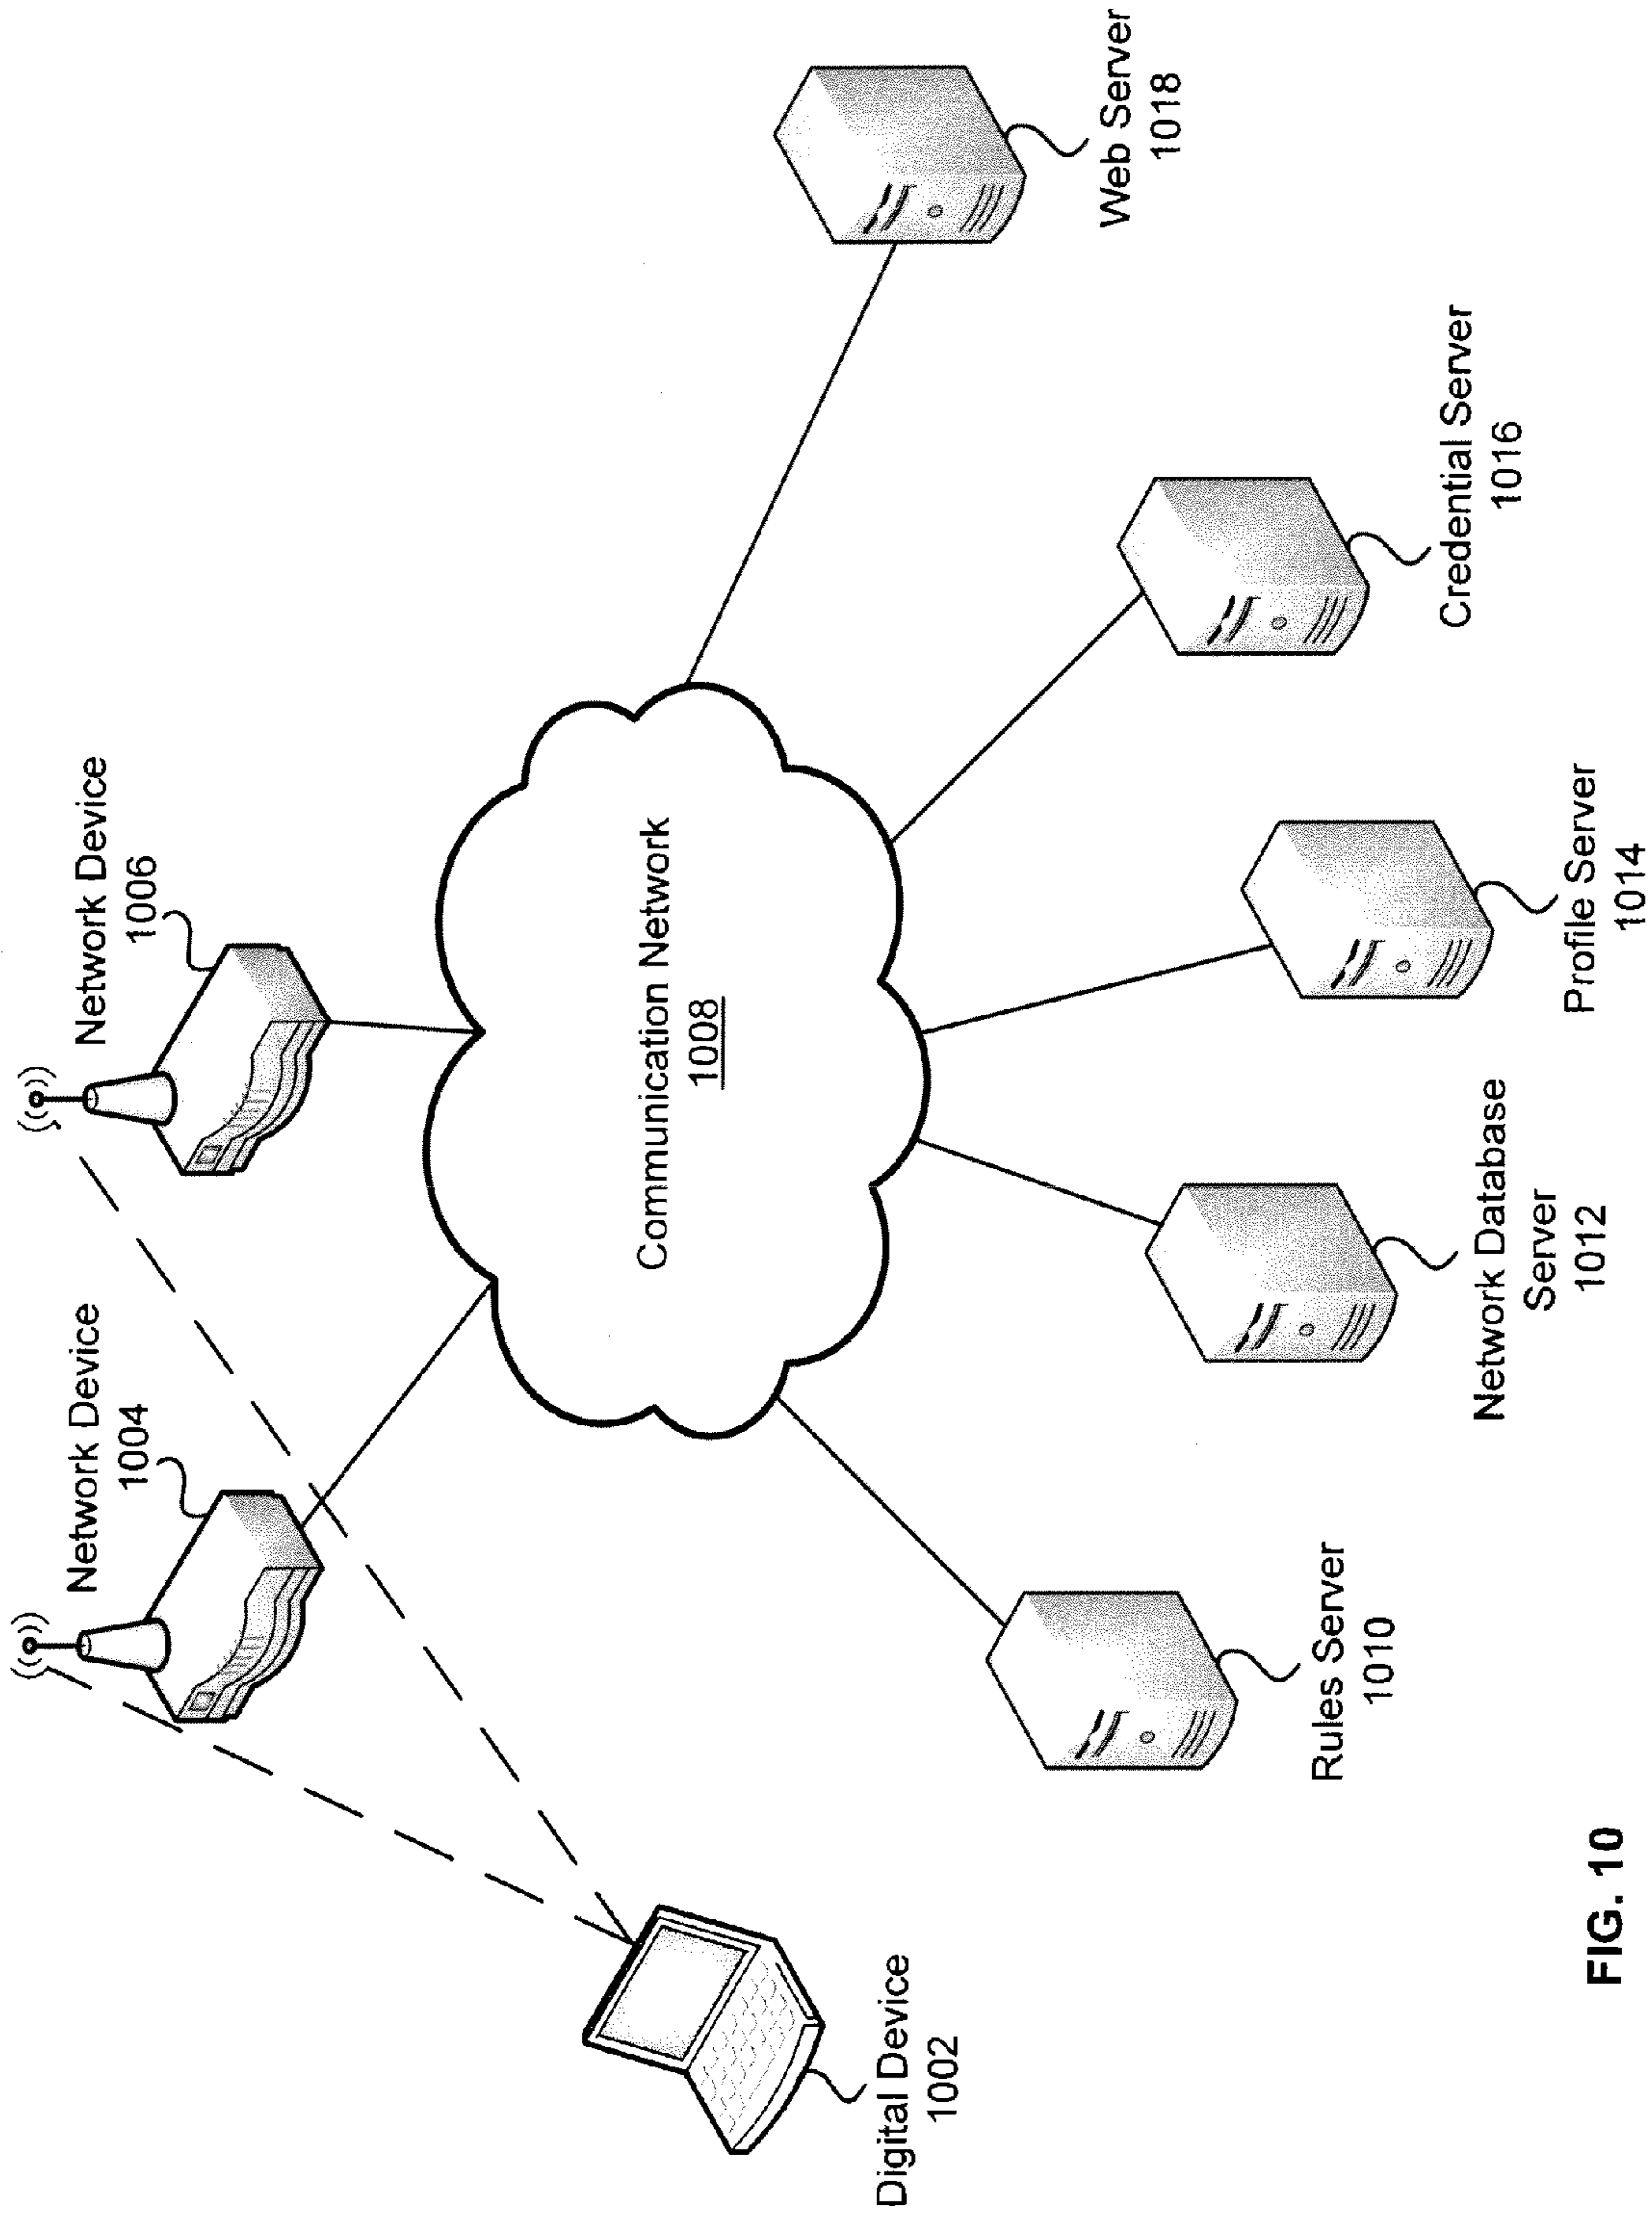 Network Device
1004
Network Device
1006
Digital Device
1002
Communication Network
1008
Web Server
1018
Rules Server
1010
Network Database
Server
1012
Profile Server
1014
Credential Server
1016
FIG. 10